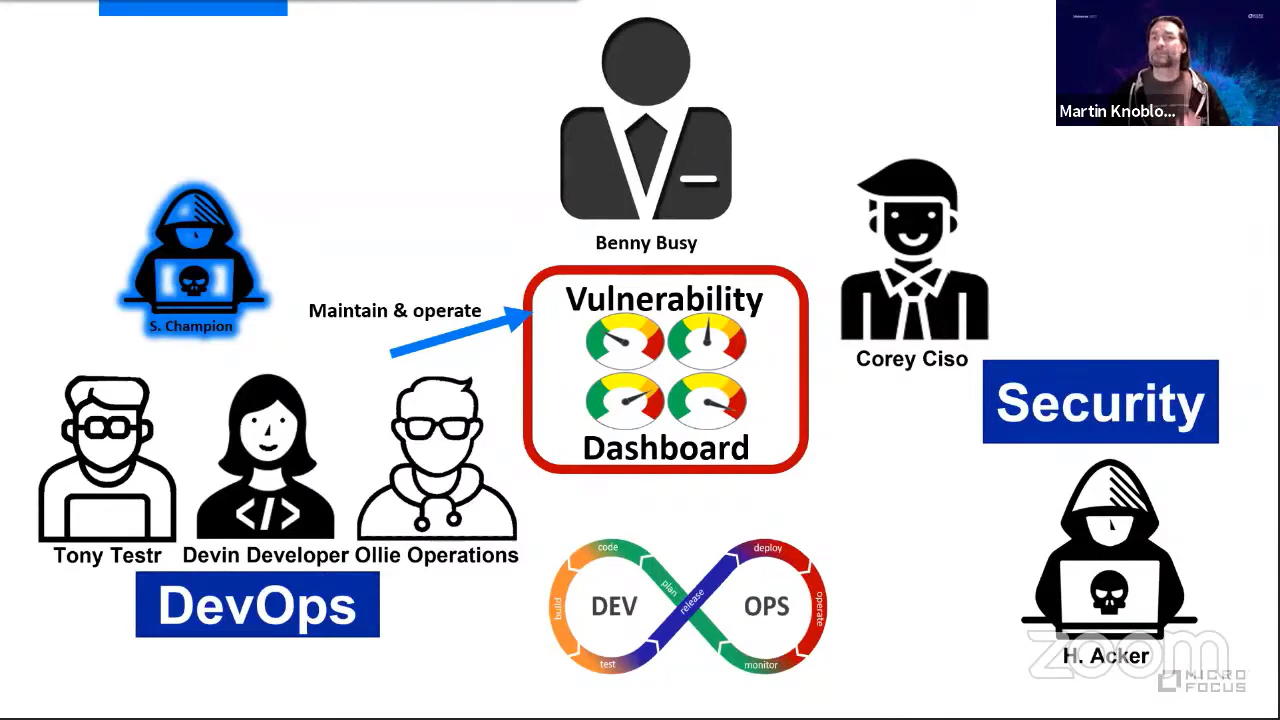 Martin Knoblo...
Benny Busy
S. Champion
Maintain & operate
Vulnerability
Dashboard
Corey Ciso
Security
Tony Testr
Devin Developer
Ollie Operations
DevOps
code
plan
build
test
DEV
release
deploy
operate
monitor
OPS
H. Acker
zoom
MICRO
FOCUS